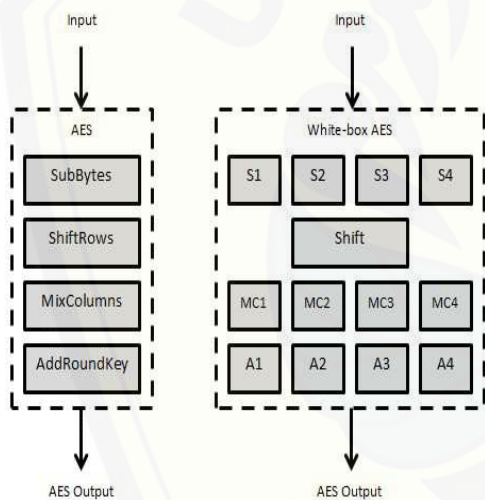 Input
AES
SubBytes
ShiftRows
MixColumns
AddRoundKey
AES Output
Input
White-box AES
S1 S2 S3 S4
Shift
MC1 MC2 MC3 MC4
A1 A2 A3 A4
AES Output